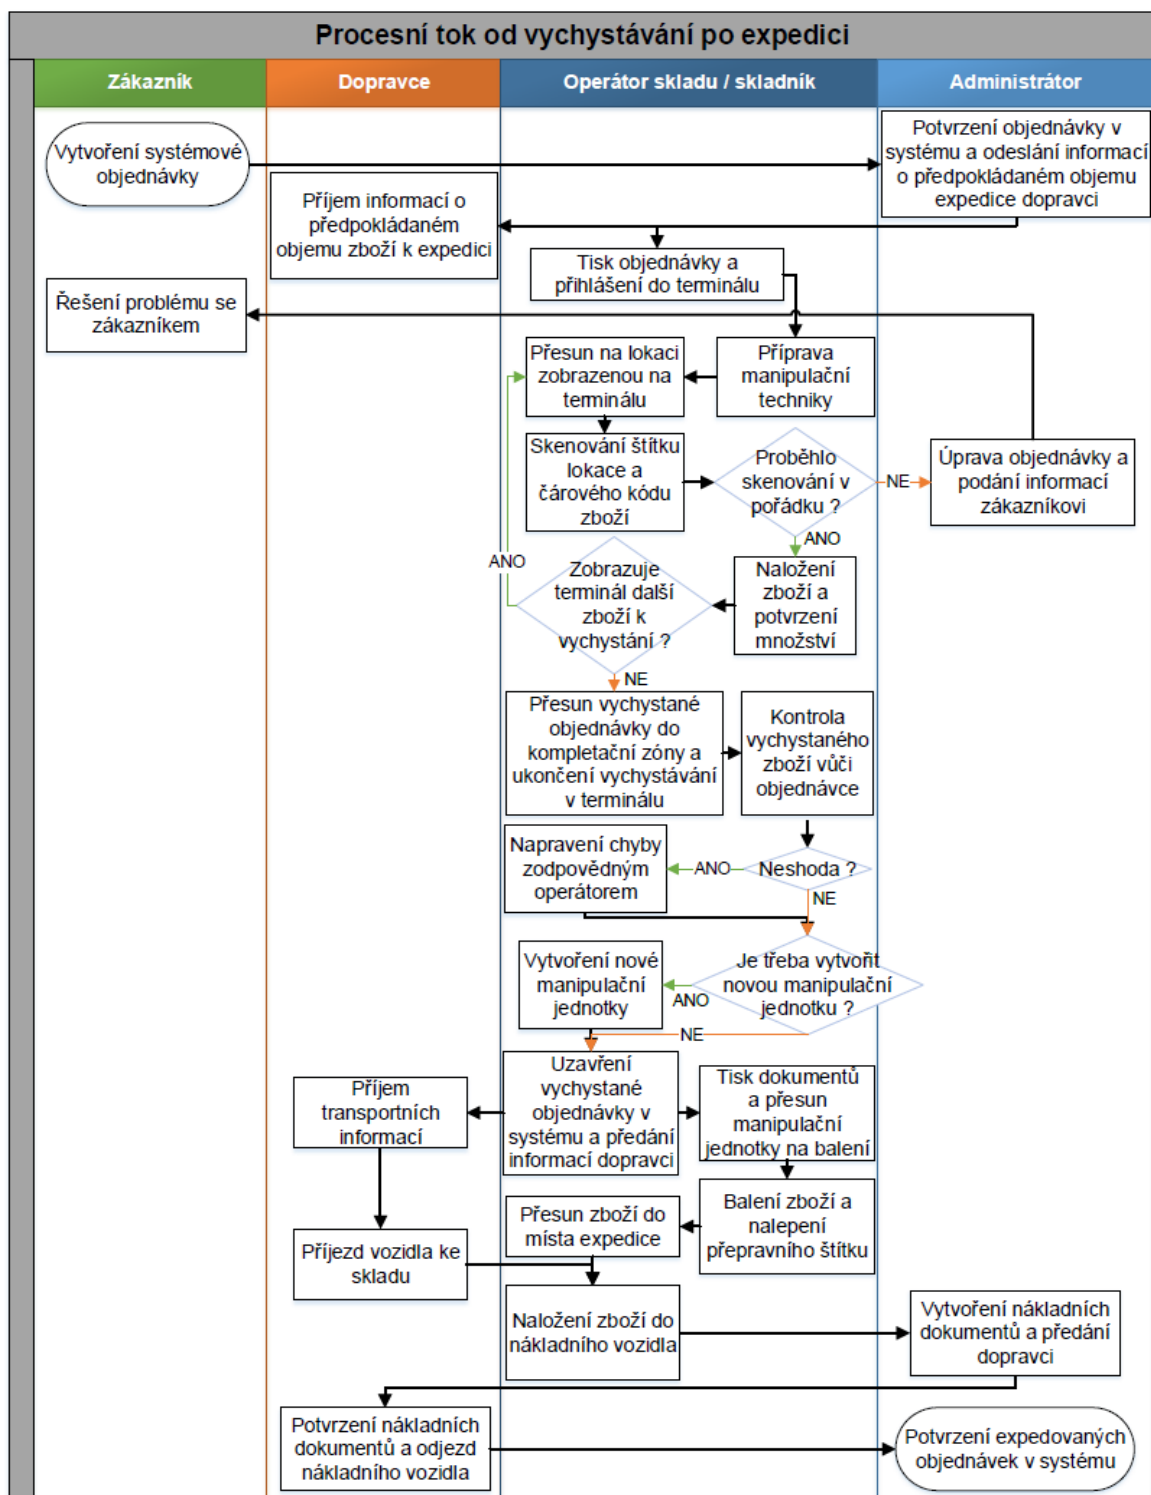 Procesní tok od vychystávání po expedici
Zákazník
Dopravce
Operátor skladu / skladník
Administrátor
Vytvoření systémové
objednávky
Potvrzení objednávky v
systému a odeslání informací
o předpokládaném objemu
expedice dopravci
Příjem informací o
předpokládaném
objemu zboží k expedici
Tisk objednávky a
přihlášení do terminálu
Řešení problému se
zákazníkem
Přesun na lokaci
zobrazenou na
terminálu
Příprava
manipulační
techniky
Skenování štítku
lokace a
čárového kódu
zboží
Proběhlo
skenování v
pořádku ?
NE
Úprava objednávky a
podání informací
zákazníkovi
ANO
ANO
Zobrazuje
terminál další
zboží k
vychystání ?
Naložení
zboží a
potvrzení
množství
NE
Přesun vychystané
objednávky do
kompletační zóny a
ukončení vychystávání
v terminálu
Kontrola
vychystaného
zboží vůči
objednávce
Napravení chyby
zodpovědným
operátorem
ANO
Neshoda ?
NE
Vytvoření nové
manipulační
jednotky
ANO
Je třeba vytvořit
novou manipulační
jednotku ?
NE
Příjem
transportních
informací
Uzavření
vychystané
objednávky v
systému a předání
informací dopravci
Tisk dokumentů
a přesun
manipulační
jednotky na balení
Přesun zboží do
místa expedice
Balení zboží a
nalepení
přepravního štítku
Příjezd vozidla ke
skladu
Naložení zboží do
nákladního vozidla
Vytvoření nákladních
dokumentů a předání
dopravci
Potvrzení nákladních
dokumentů a odjezd
nákladního vozidla
Potvrzení expedovaných
objednávek v systému